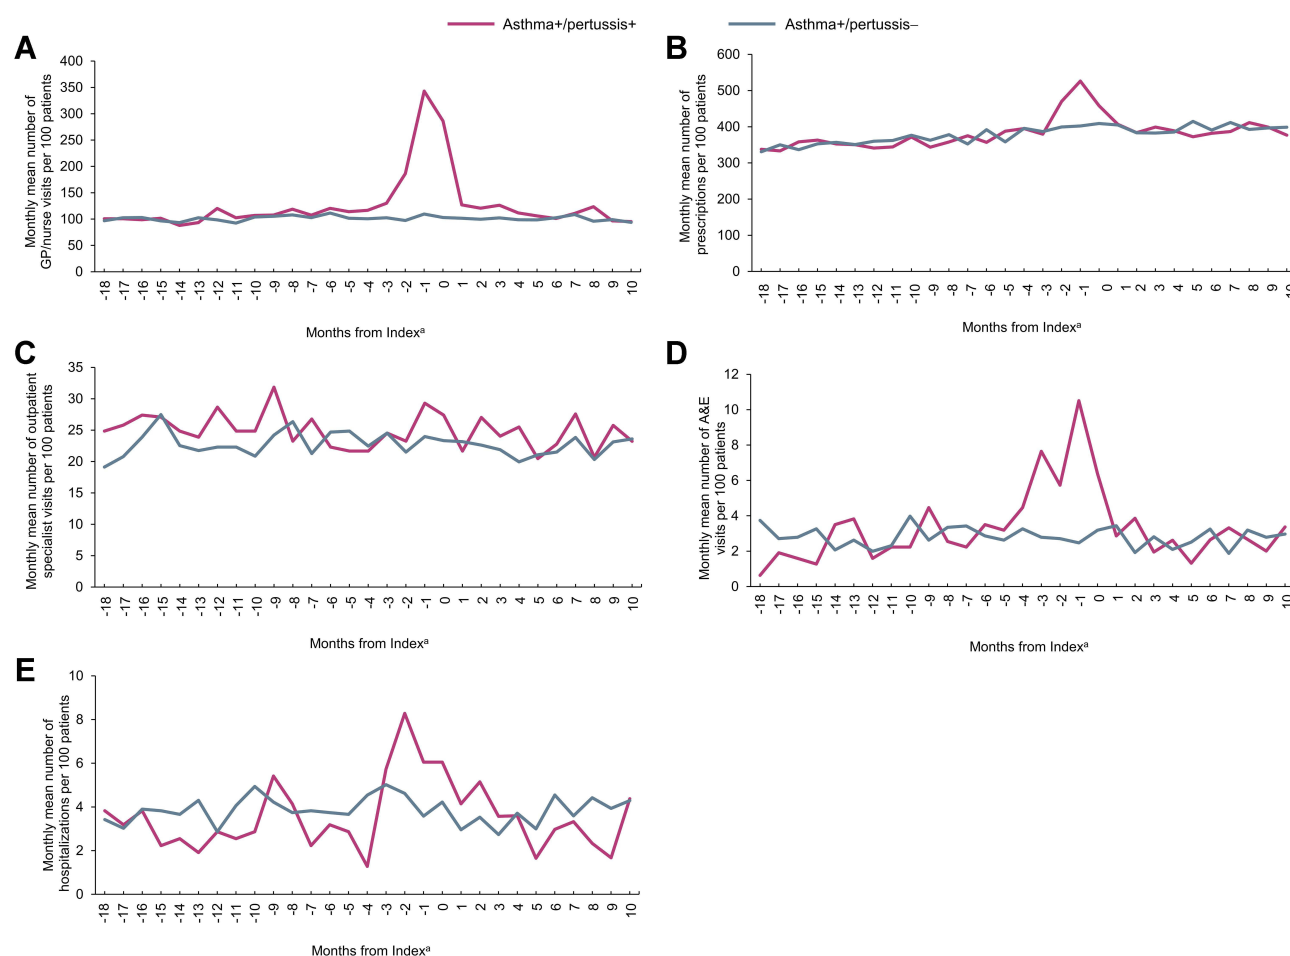 Asthma+/pertussis+ Asthma+/pertussis–
A
Monthly mean number of
GP/nurse visits per 100 patients
400
350
300
250
200
150
100
50
0
-18 -17 -16 -15 -14 -13 -12 -11 -10 -9 -8 -7 -6 -5 -4 -3 -2 -1 0 1 2 3 4 5 6 7 8 9 10
Months from Indexᵃ
B
Monthly mean number of
prescriptions per 100 patients
600
500
400
300
200
100
0
-18 -17 -16 -15 -14 -13 -12 -11 -10 -9 -8 -7 -6 -5 -4 -3 -2 -1 0 1 2 3 4 5 6 7 8 9 10
Months from Indexᵃ
C
Monthly mean number of outpatient
specialist visits per 100 patients
35
30
25
20
15
10
5
0
-18 -17 -16 -15 -14 -13 -12 -11 -10 -9 -8 -7 -6 -5 -4 -3 -2 -1 0 1 2 3 4 5 6 7 8 9 10
Months from Indexᵃ
D
Monthly mean number of A&E
visits per 100 patients
12
10
8
6
4
2
0
-18 -17 -16 -15 -14 -13 -12 -11 -10 -9 -8 -7 -6 -5 -4 -3 -2 -1 0 1 2 3 4 5 6 7 8 9 10
Months from Indexᵃ
E
Monthly mean number of
hospitalizations per 100 patients
10
8
6
4
2
0
-18 -17 -16 -15 -14 -13 -12 -11 -10 -9 -8 -7 -6 -5 -4 -3 -2 -1 0 1 2 3 4 5 6 7 8 9 10
Months from Indexᵃ